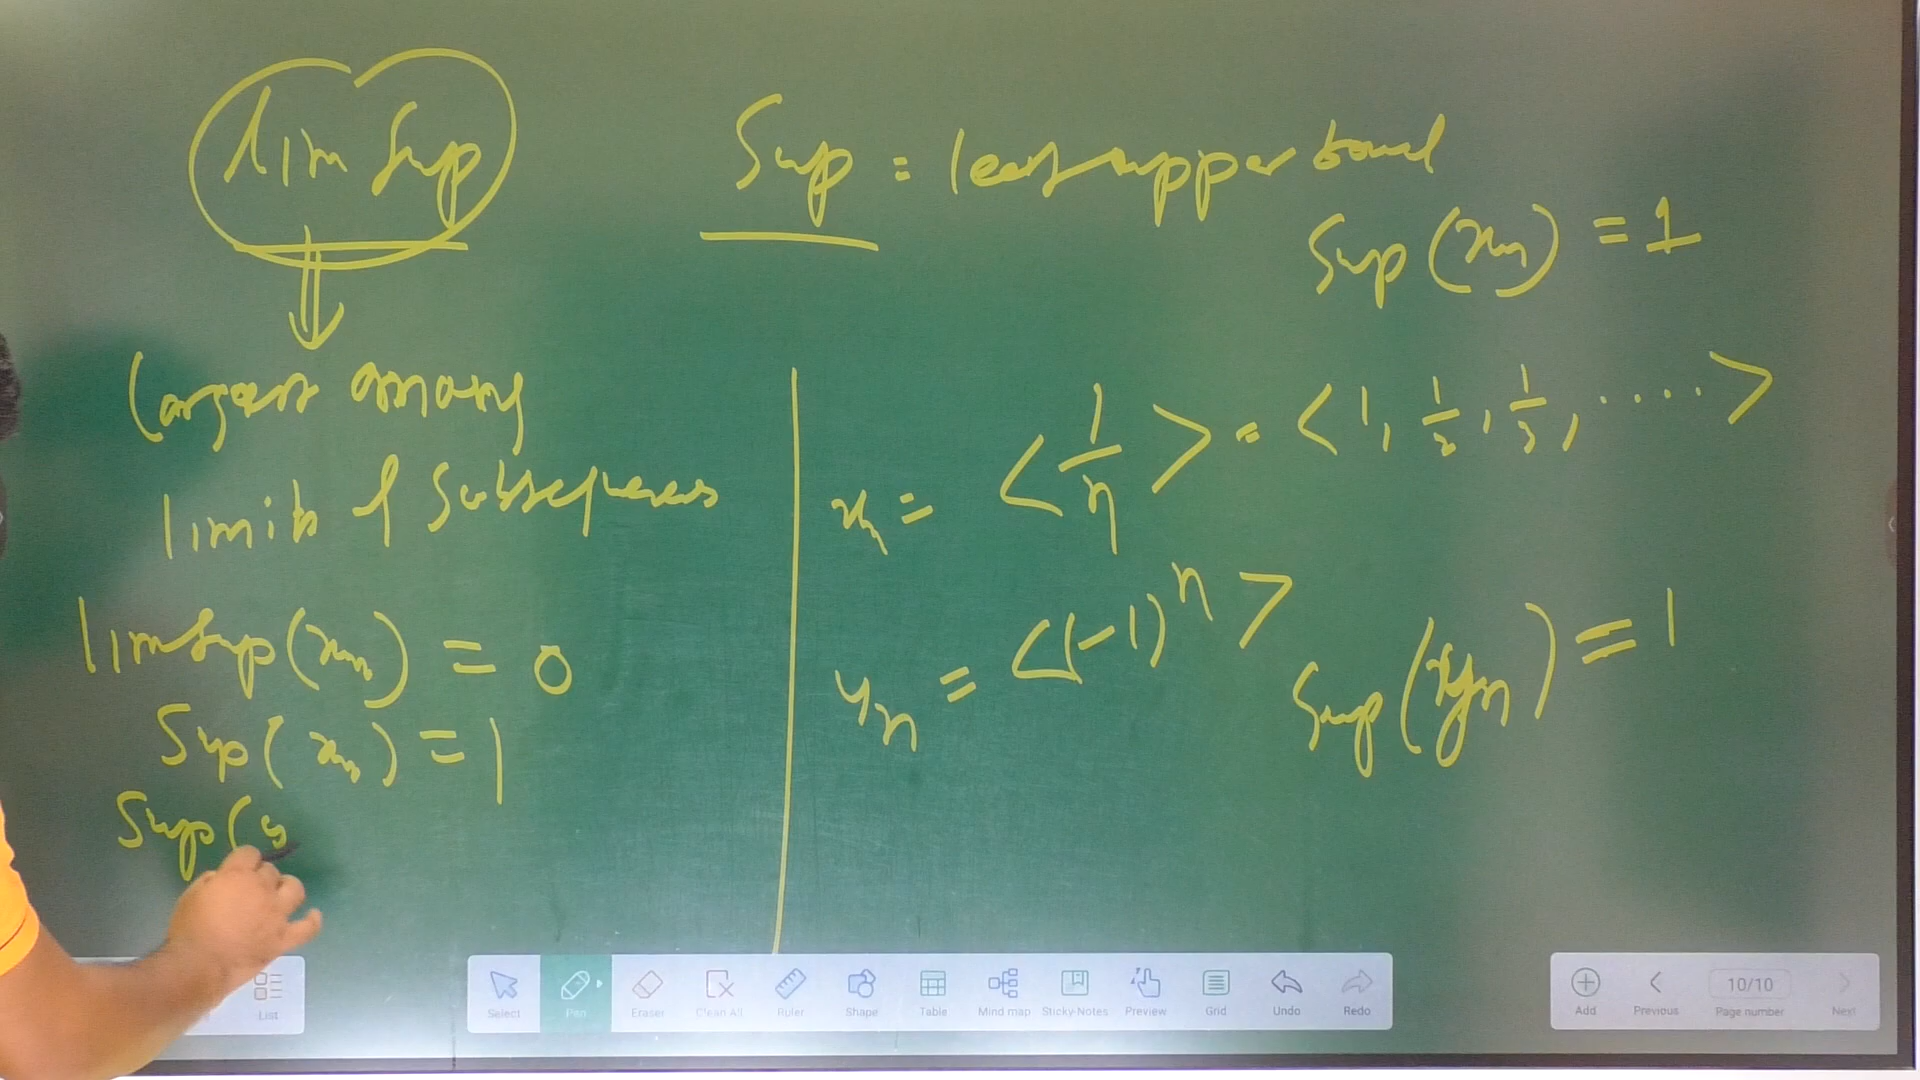 lim Sup
Sup = least upper bound
Sup (xn) = 1
largest among
limits of subsequences
limsup (xn) = 0
Sup (xn) = 1
Sup (y
xn = < 1/n > = < 1, 1/2, 1/3, ..... >
yn = < (-1)^n >
Sup (yn) = 1
List
Select
Pen
Eraser
Clean All
Ruler
Shape
Table
Mind map
Sticky-Notes
Preview
Grid
Undo
Redo
Add
Previous
10/10
Page number
Next